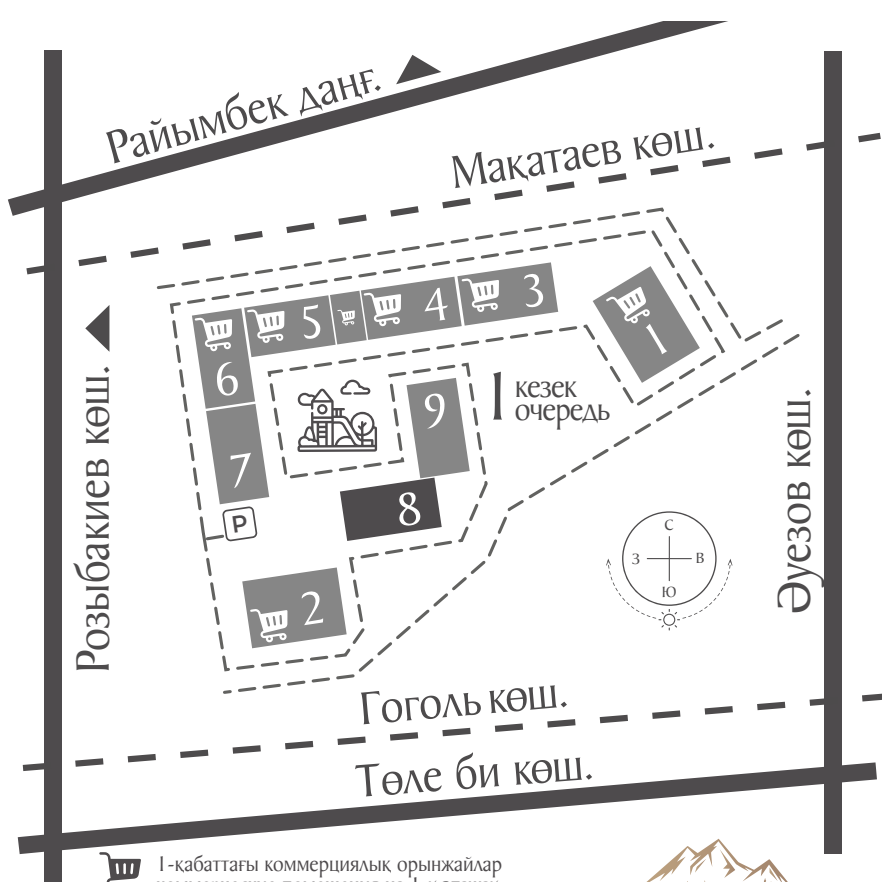 Райымбек даңғ.
Мақатаев көш.
5
4
3
1
6
9
1 кезек
очередь
7
8
P
2
Розыбакиев көш.
Әуезов көш.
С
З
В
Ю
Гоголь көш.
Төле би көш.
1-қабаттағы коммерциялық орынжайлар